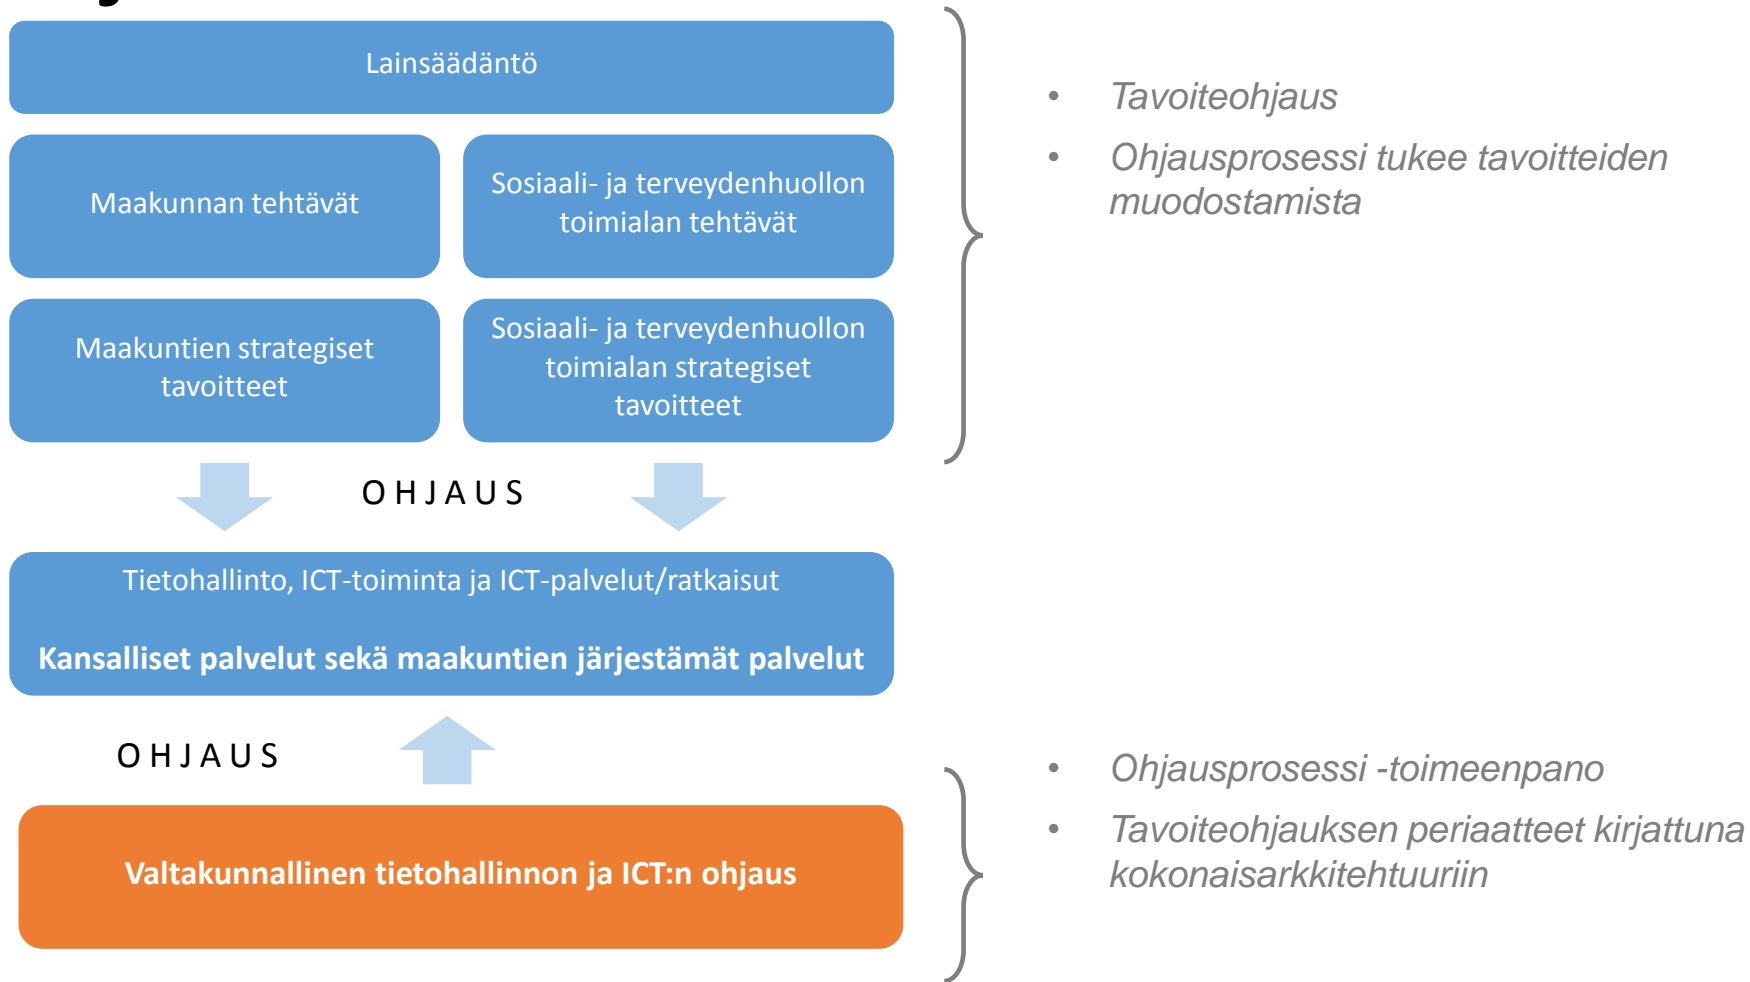 Lainsäädäntö
Maakunnan tehtävät
Sosiaali- ja terveydenhuollon
toimialan tehtävät
Maakuntien strategiset
tavoitteet
Sosiaali- ja terveydenhuollon
toimialan strategiset
tavoitteet
• Tavoiteohjaus
• Ohjausprosessi tukee tavoitteiden
muodostamista
O H J A U S
Tietohallinto, ICT-toiminta ja ICT-palvelut/ratkaisut
Kansalliset palvelut sekä maakuntien järjestämät palvelut
O H J A U S
Valtakunnallinen tietohallinnon ja ICT:n ohjaus
• Ohjausprosessi -toimeenpano
• Tavoiteohjauksen periaatteet kirjattuna
kokonaisarkkitehtuuriin